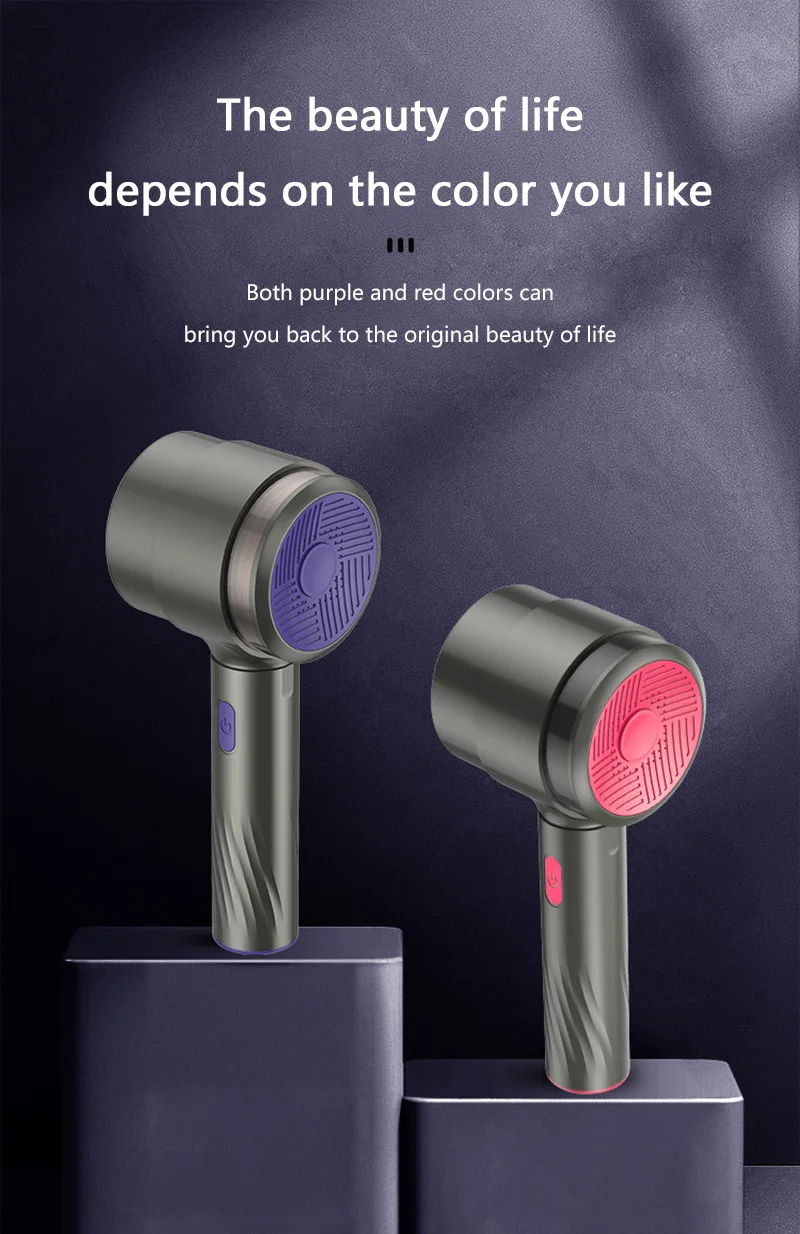 The beauty of life
depends on the color you like
Both purple and red colors can
bring you back to the original beauty of life